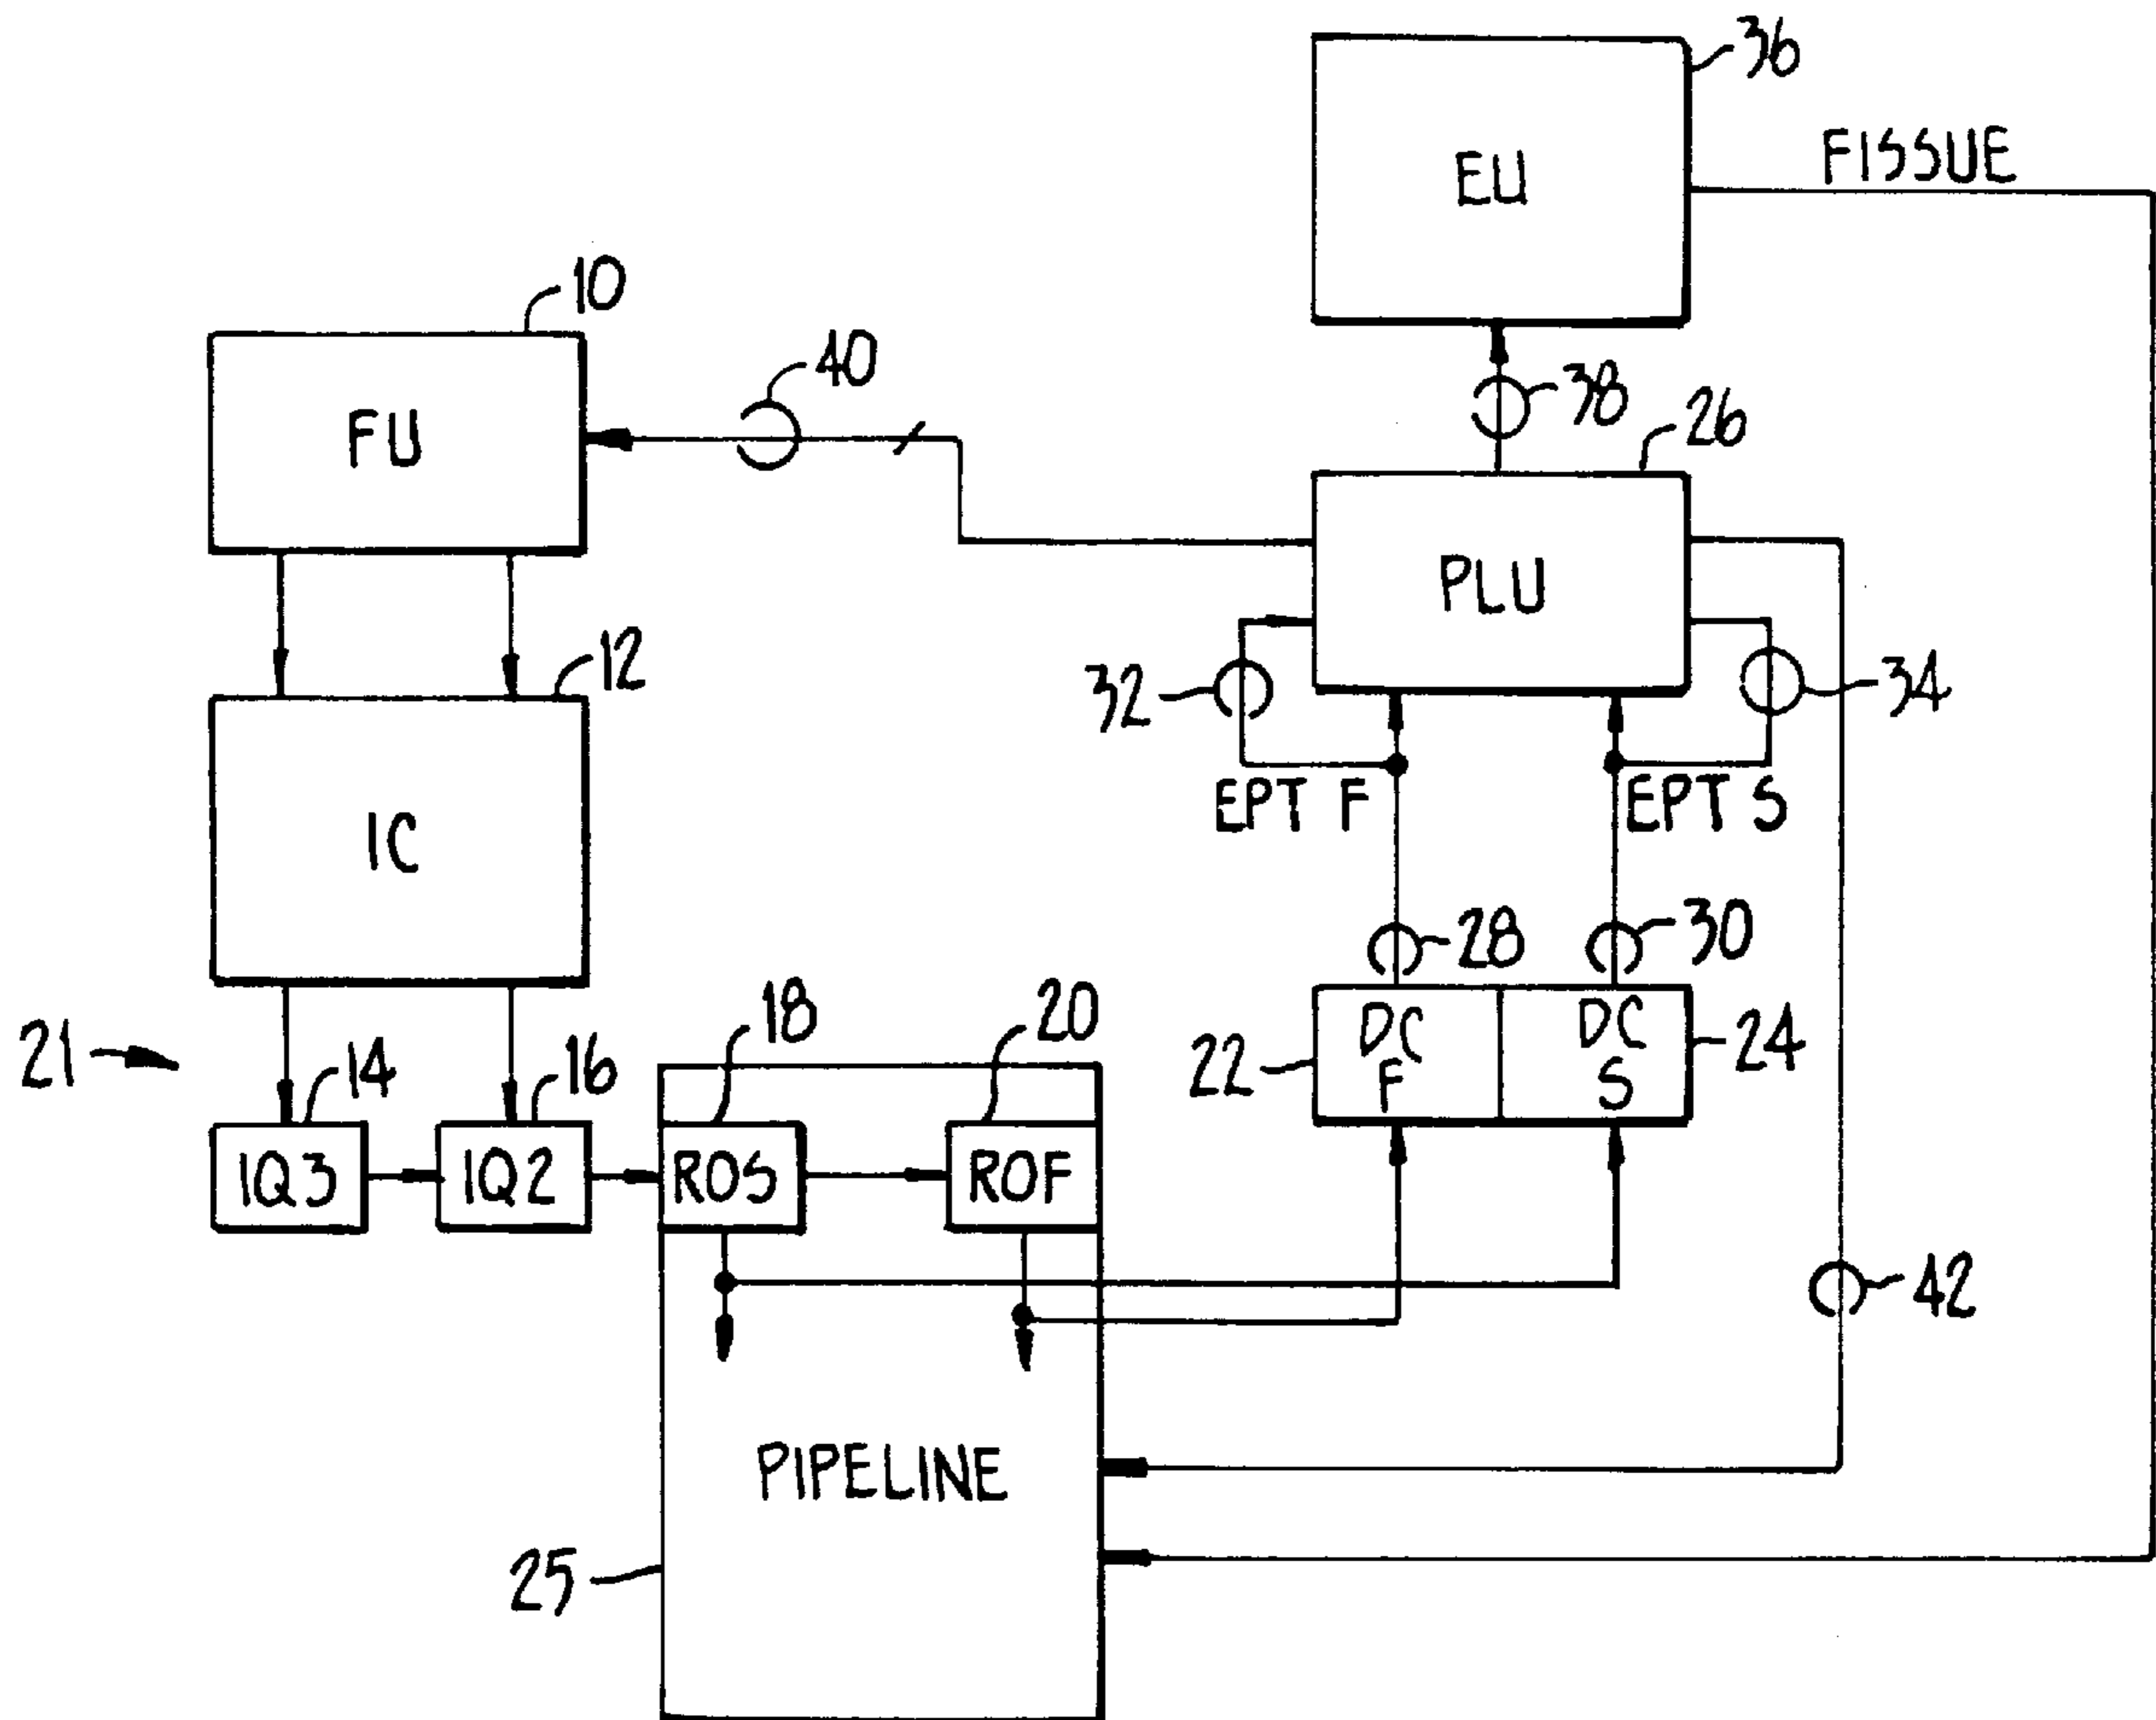 36
EU
FISSUE
10
FU
40
38
26
PLU
12
32
34
EPT F
EPT S
IC
28
30
18
20
DC
F
DC
S
22
24
21
14
16
IQ3
IQ2
ROS
ROF
42
PIPELINE
25